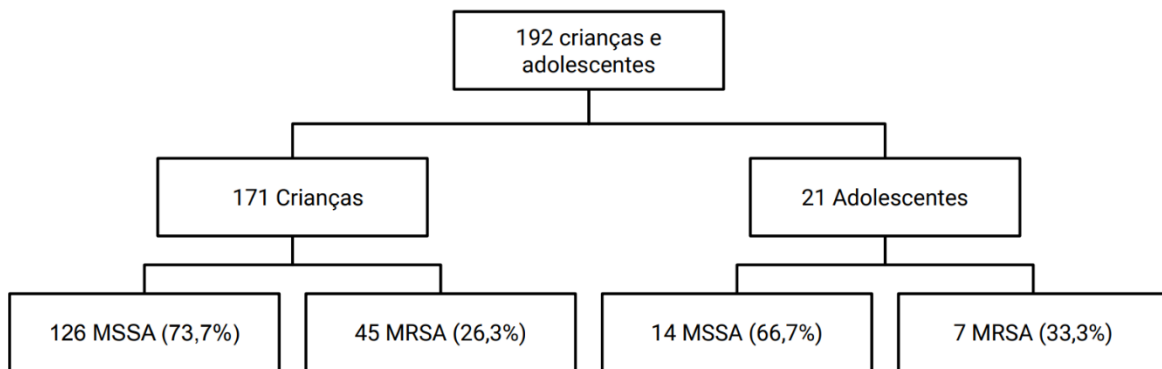 192 crianças e
adolescentes
171 Crianças
21 Adolescentes
126 MSSA (73,7%)
45 MRSA (26,3%)
14 MSSA (66,7%)
7 MRSA (33,3%)